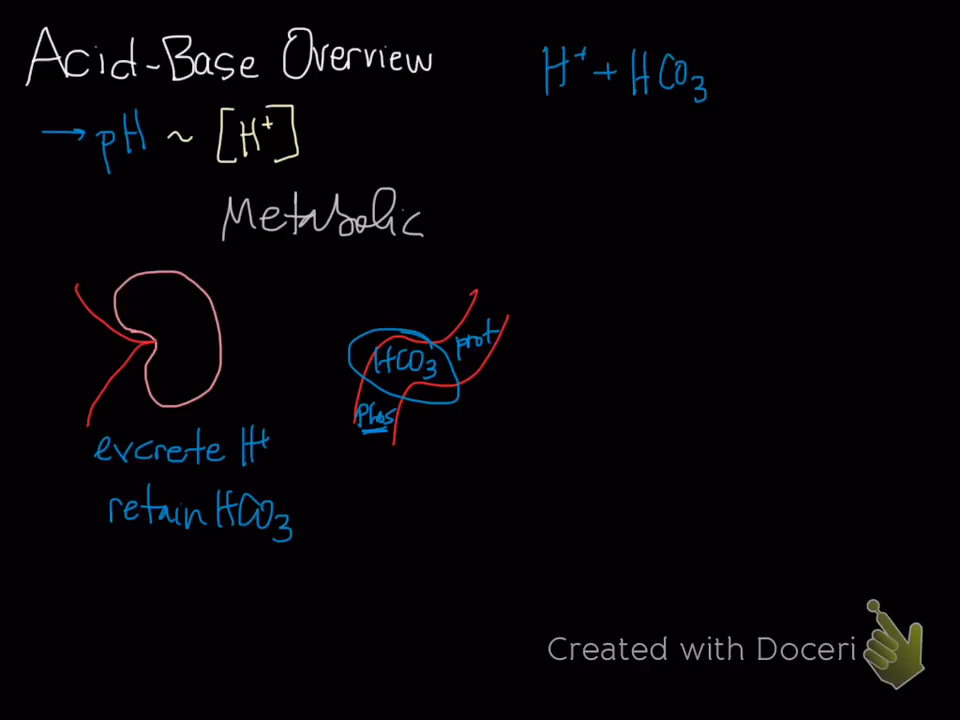 Acid-Base Overview
H+ + HCO3
→ pH ~ [H+]
Metabolic
HCO3
prot
phos
excrete H+
retain HCO3
Created with Doceri